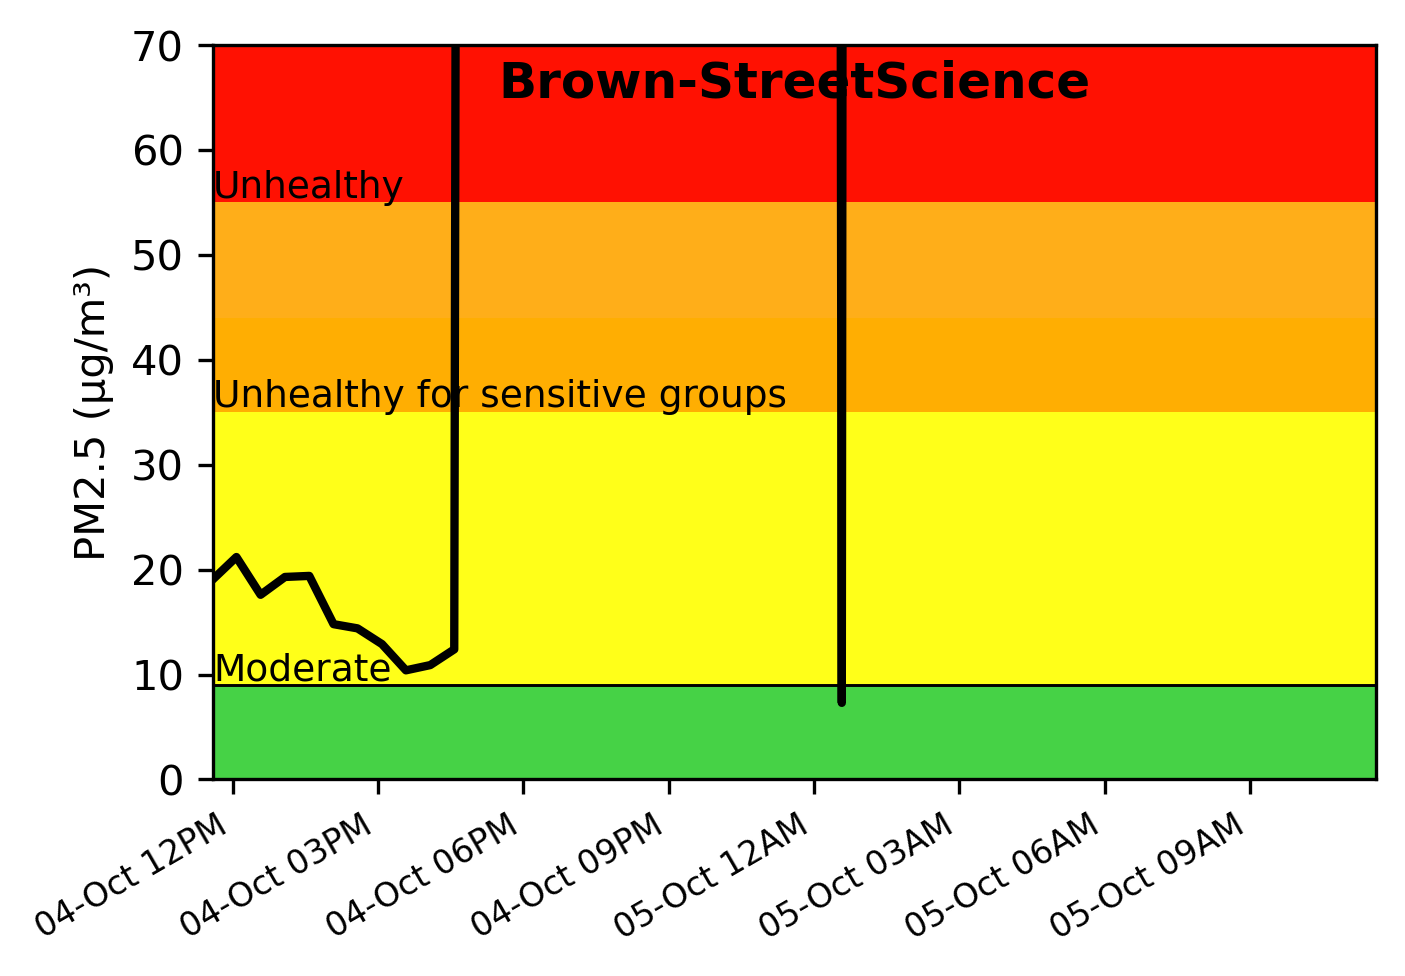 Brown-StreetScience
70
60
50
40
30
20
10
0
PM2.5 (µg/m³)
Unhealthy
Unhealthy for sensitive groups
Moderate
04-Oct 12PM
04-Oct 03PM
04-Oct 06PM
04-Oct 09PM
05-Oct 12AM
05-Oct 03AM
05-Oct 06AM
05-Oct 09AM